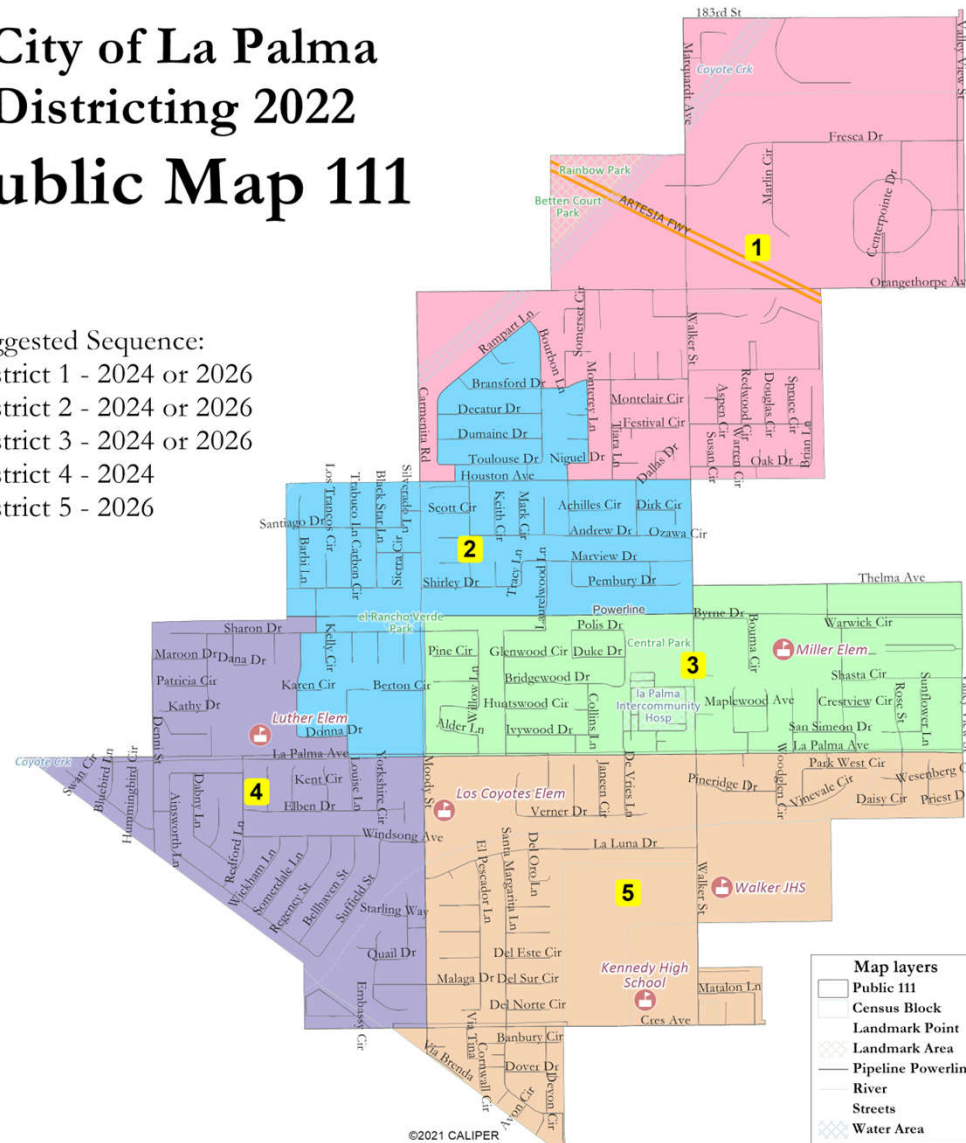 City of La Palma
Districting 2022
ublic Map 111
ggested Sequence:
strict 1 - 2024 or 2026
strict 2 - 2024 or 2026
strict 3 - 2024 or 2026
strict 4 - 2024
strict 5 - 2026
183rd St
Valley View St
Marquardt Ave
Coyote Crk
Fresca Dr
Marlin Cir
Centerpointe Dr
Rainbow Park
Betten Court
Park
ARTESIA FWY
1
Orangethorpe Av
Rampart Ln
Somerset Cir
Bourbon Ln
Walker St
Bransford Dr
Carmenita Rd
Monterey Ln
Montclair Cir
Aspen Cir
Redwood Cir
Douglas Cir
Spruce Cir
Decatur Dr
Festival Cir
Dumaine Dr
Tiara Ln
Susan Cir
Warren Cir
Briar Ln
Toulouse Dr
Niguel Dr
Dallas Dr
Oak Dr
Houston Ave
Los Trancos Cir
Trabuco Ln
Black Star Ln
Silverado Ln
Scott Cir
Keith Cir
Mark Cir
Achilles Cir
Dirk Cir
Santiago Dr
Andrew Dr
Ozawa Cir
Barbi Ln
Carbon Cir
Sierra Cir
2
Marview Dr
Shirley Dr
Tracy Ln
Laurelwood Ln
Pembury Dr
Thelma Ave
Powerline
el Rancho Verde
Park
Byrne Dr
Sharon Dr
Kelly Cir
Polis Dr
Bouma Cir
Warwick Cir
Maroon Dr
Dana Dr
Pine Cir
Glenwood Cir
Duke Dr
Central Park
3
Miller Elem
Patricia Cir
Karen Cir
Berton Cir
Wilbow Ln
Bridgewood Dr
la Palma
Intercommunity
Hosp
Shasta Cir
Kathy Dr
Huntswood Cir
Collins Ln
Maplewood Ave
Crestview Cir
Rose St
Sunflower Ln
Luther Elem
Denni St
Donna Dr
Alder Ln
Ivywood Dr
San Simeon Dr
La Palma Ave
La Palma Ave
Coyote Crk
Swan Cir
Bluebird Ln
Hummingbird Cir
Kent Cir
Louise Ln
Yorkshire Cir
Moody St
Janeen Cir
De Vries Ln
Woodden Cir
Park West Cir
Pineridge Dr
Wesenberg C
4
Dabny Ln
Los Coyotes Elem
Vinevale Cir
Daisy Cir
Priest D
Ainsworth Ln
Elben Dr
Verner Dr
Redford Ln
Windsong Ave
La Luna Dr
Wickham Ln
Somerdale Ln
Regency St
Bellhaven St
Suffield St
El Pescador Ln
Santa Margarita Ln
Del Oro Ln
5
Walker St
Walker JHS
Starling Way
Quail Dr
Del Este Cir
Kennedy High
School
Malaga Dr
Del Sur Cir
Matalon Ln
Embassy Cir
Del Norte Cir
Cres Ave
Via Tina
Banbury Cir
Via Brenda
Cornwall Cir
Dover Dr
Devon Cir
Avon Cir
©2021 CALIPER
Map layers
Public 111
Census Block
Landmark Point
Landmark Area
Pipeline Powerlin
River
Streets
Water Area